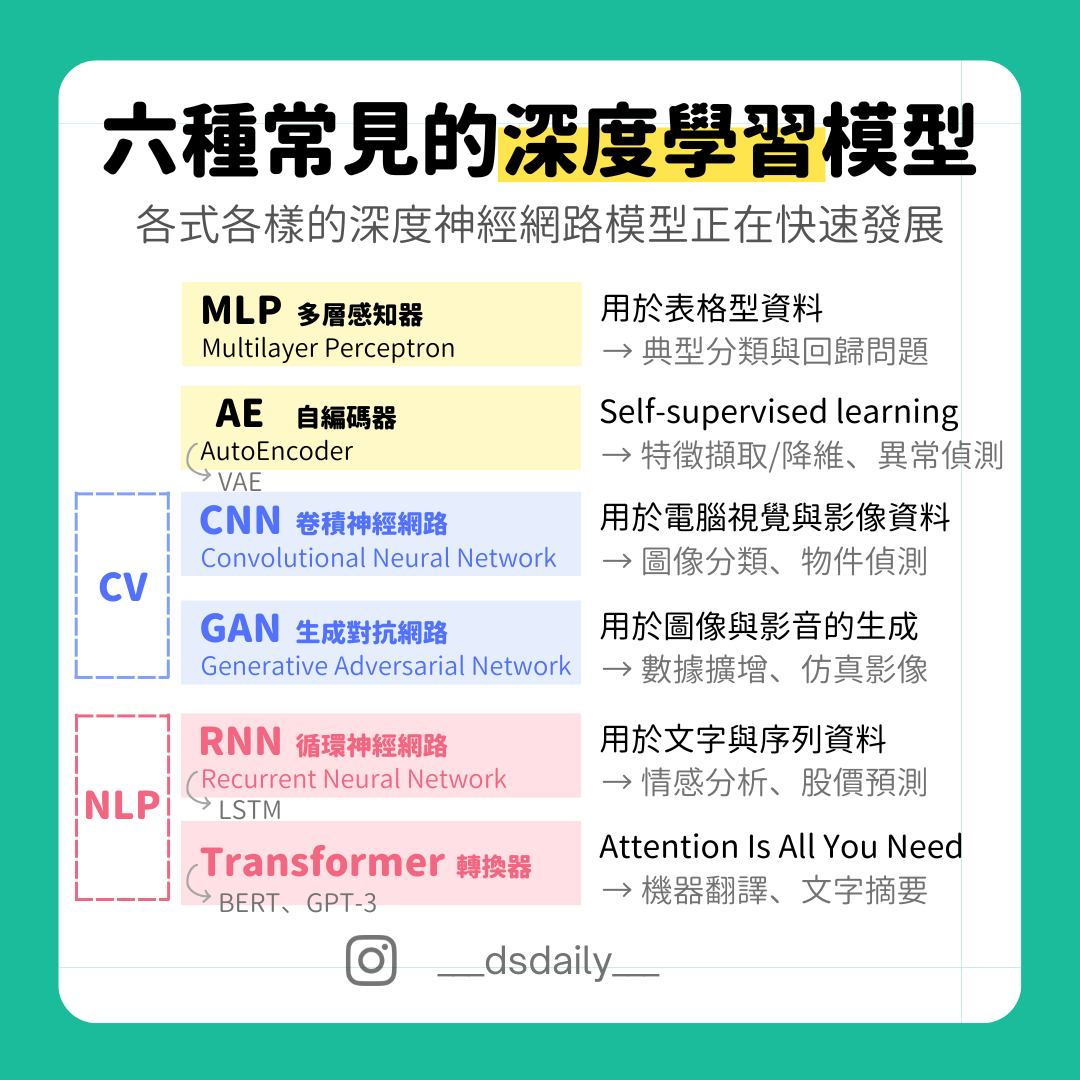 六種常見的深度學習模型
各式各樣的深度神經網路模型正在快速發展
MLP 多層感知器
Multilayer Perceptron
用於表格型資料
→ 典型分類與回歸問題
AE 自編碼器
AutoEncoder
VAE
Self-supervised learning
→ 特徵擷取/降維、異常偵測
CV
CNN 卷積神經網路
Convolutional Neural Network
用於電腦視覺與影像資料
→ 圖像分類、物件偵測
GAN 生成對抗網路
Generative Adversarial Network
用於圖像與影音的生成
→ 數據擴增、仿真影像
NLP
RNN 循環神經網路
Recurrent Neural Network
LSTM
用於文字與序列資料
→ 情感分析、股價預測
Transformer 轉換器
BERT、GPT-3
Attention Is All You Need
→ 機器翻譯、文字摘要
___dsdaily___